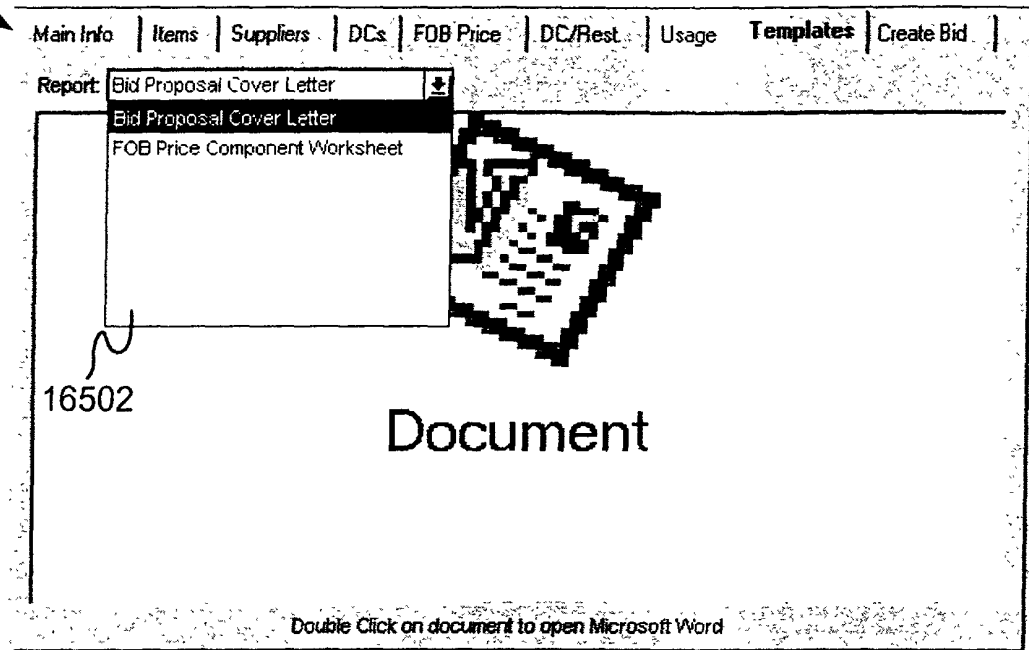 Main Info Items Suppliers DCs FOB Price DC/Rest. Usage Templates Create Bid
Report: Bid Proposal Cover Letter
Bid Proposal Cover Letter
FOB Price Component Worksheet
16502
Document
Double Click on document to open Microsoft Word